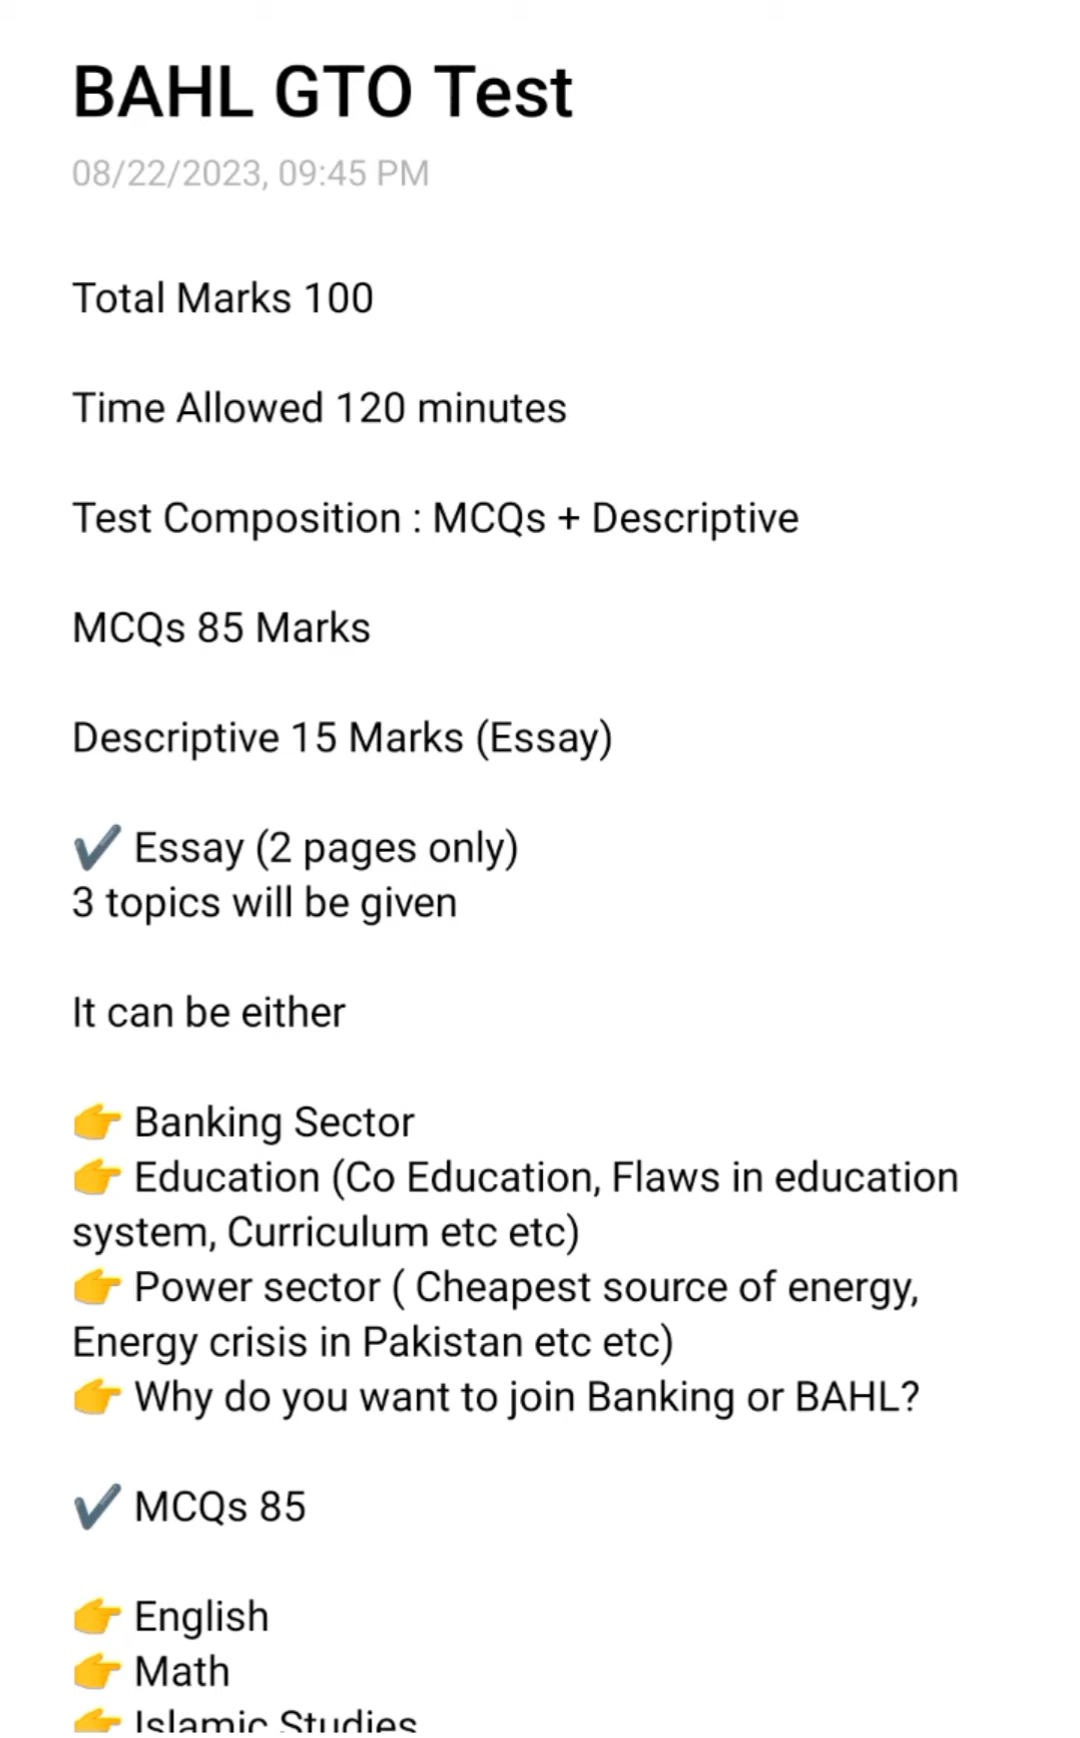 BAHL GTO Test
08/22/2023, 09:45 PM
Total Marks 100
Time Allowed 120 minutes
Test Composition : MCQs + Descriptive
MCQs 85 Marks
Descriptive 15 Marks (Essay)
✔️ Essay (2 pages only)
3 topics will be given
It can be either
👉 Banking Sector
👉 Education (Co Education, Flaws in education
system, Curriculum etc etc)
👉 Power sector ( Cheapest source of energy,
Energy crisis in Pakistan etc etc)
👉 Why do you want to join Banking or BAHL?
✔️ MCQs 85
👉 English
👉 Math
👉 Islamic Studies